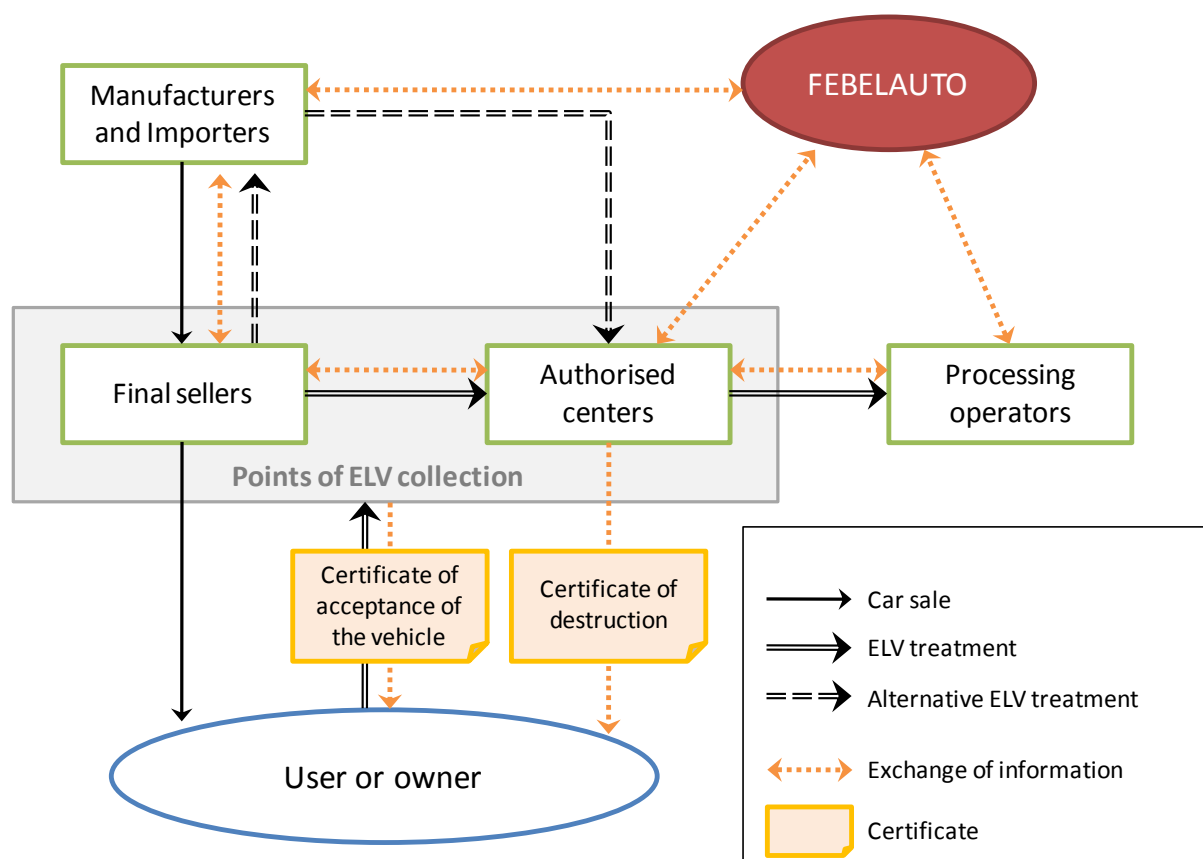 Manufacturers
and Importers
FEBELAUTO
Final sellers
Authorised
centers
Processing
operators
Points of ELV collection
Certificate of
acceptance of
the vehicle
Certificate of
destruction
User or owner
Car sale
ELV treatment
Alternative ELV treatment
Exchange of information
Certificate